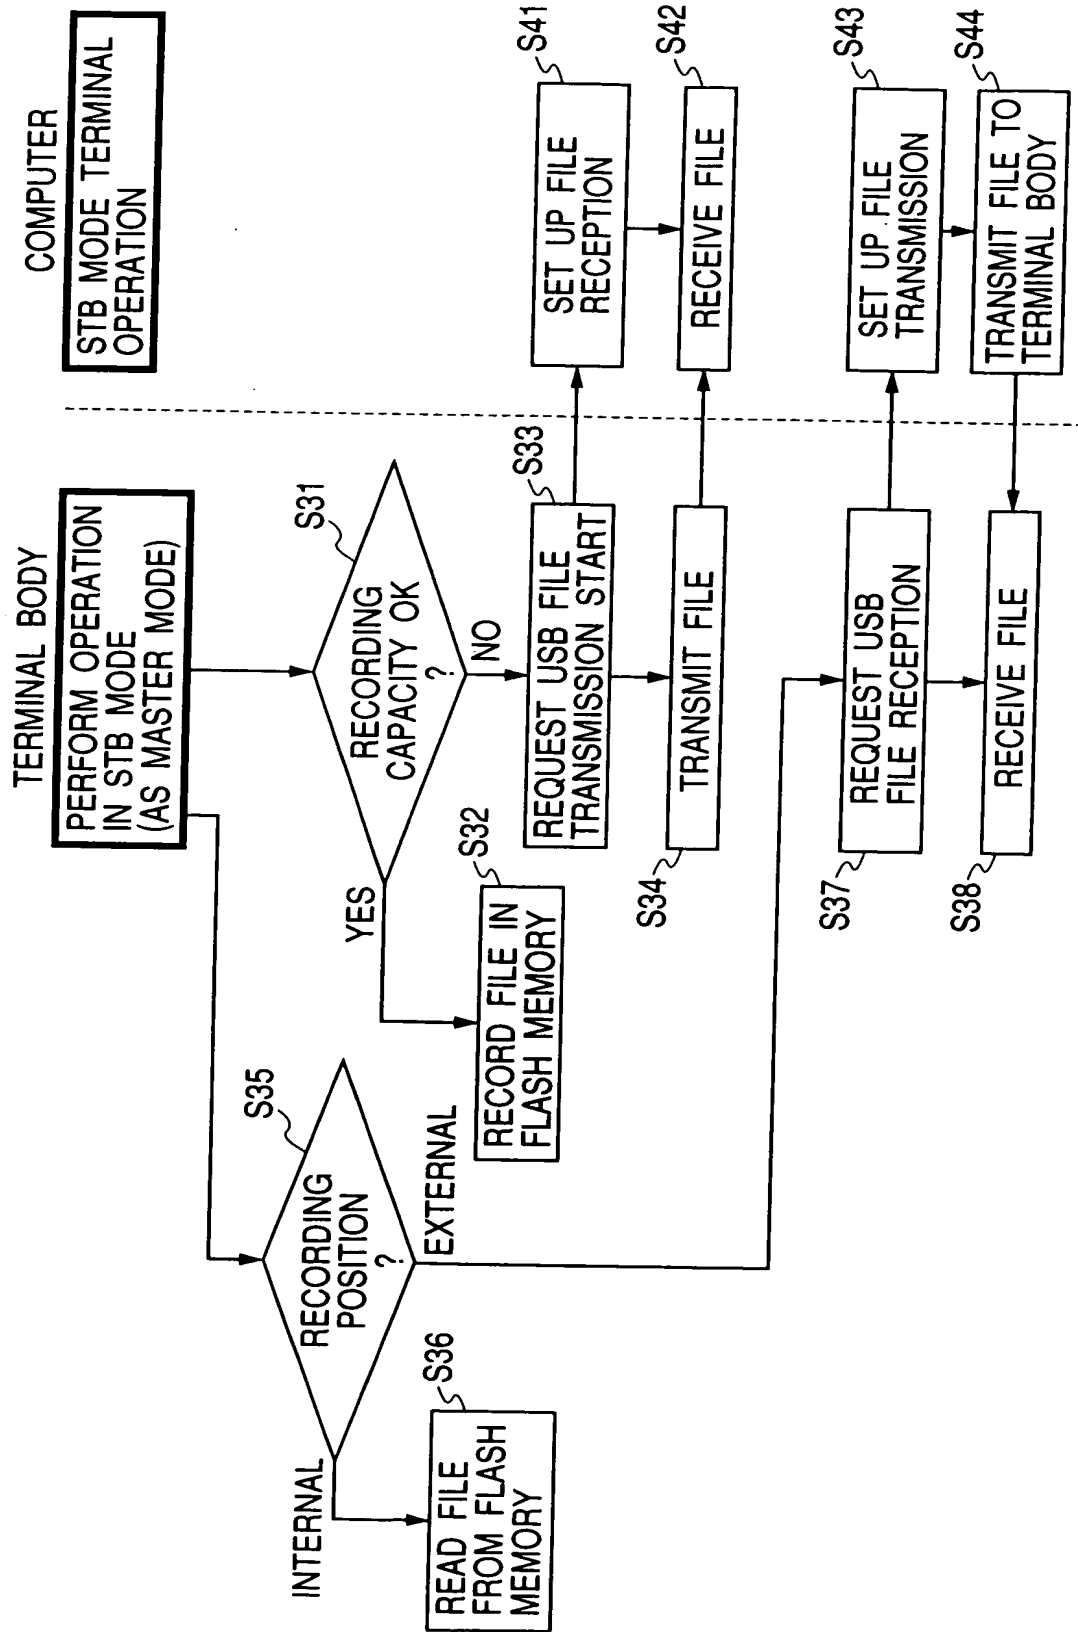 TERMINAL BODY
COMPUTER
PERFORM OPERATION
IN STB MODE
(AS MASTER MODE)
STB MODE TERMINAL
OPERATION
S35
RECORDING
POSITION
?
INTERNAL
EXTERNAL
S36
READ FILE
FROM FLASH
MEMORY
S31
RECORDING
CAPACITY OK
?
YES
NO
S32
RECORD FILE IN
FLASH MEMORY
S33
REQUEST USB FILE
TRANSMISSION START
S41
SET UP FILE
RECEPTION
S34
TRANSMIT FILE
S42
RECEIVE FILE
S37
REQUEST USB
FILE RECEPTION
S43
SET UP FILE
TRANSMISSION
S38
RECEIVE FILE
S44
TRANSMIT FILE TO
TERMINAL BODY